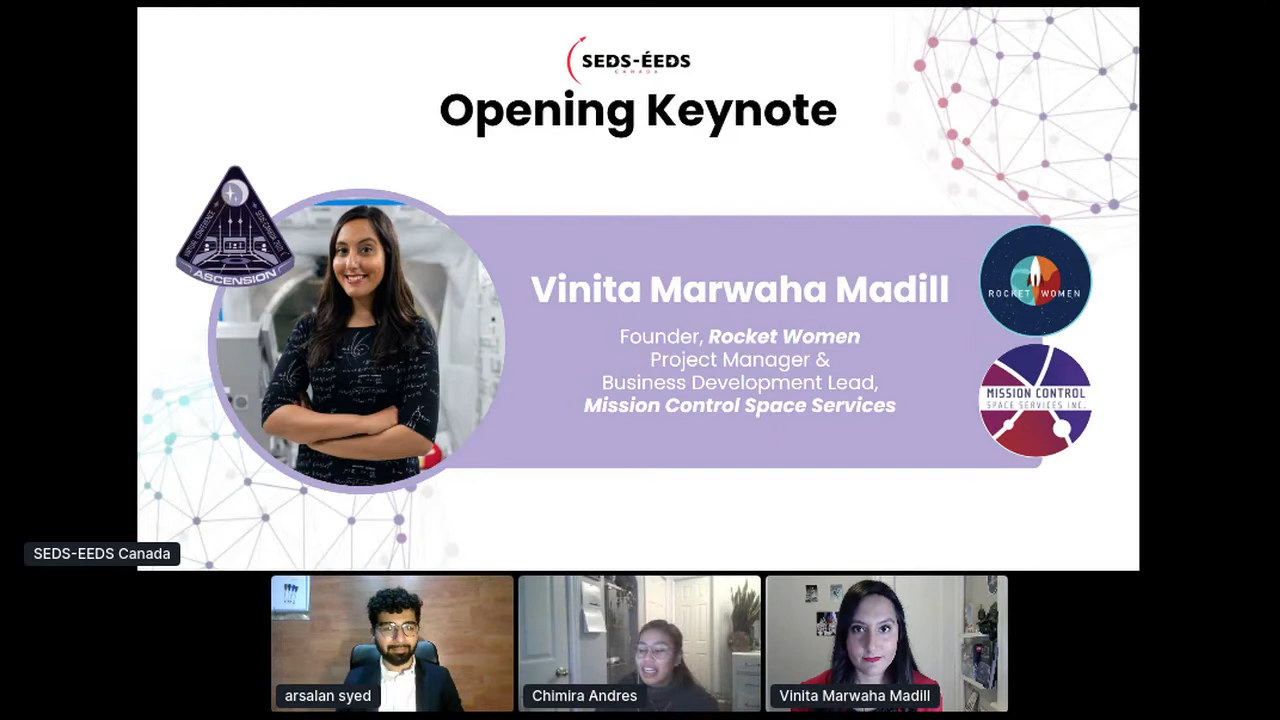 SEDS-ÉEDS
CANADA
Opening Keynote
VIRTUAL CONFERENCE
ASCENSION
Vinita Marwaha Madill
Founder, Rocket Women
Project Manager &
Business Development Lead,
Mission Control Space Services
ROCKET WOMEN
MISSION CONTROL
SPACE SERVICES INC.
SEDS-EEDS Canada
arsalan syed
Chimira Andres
Vinita Marwaha Madill